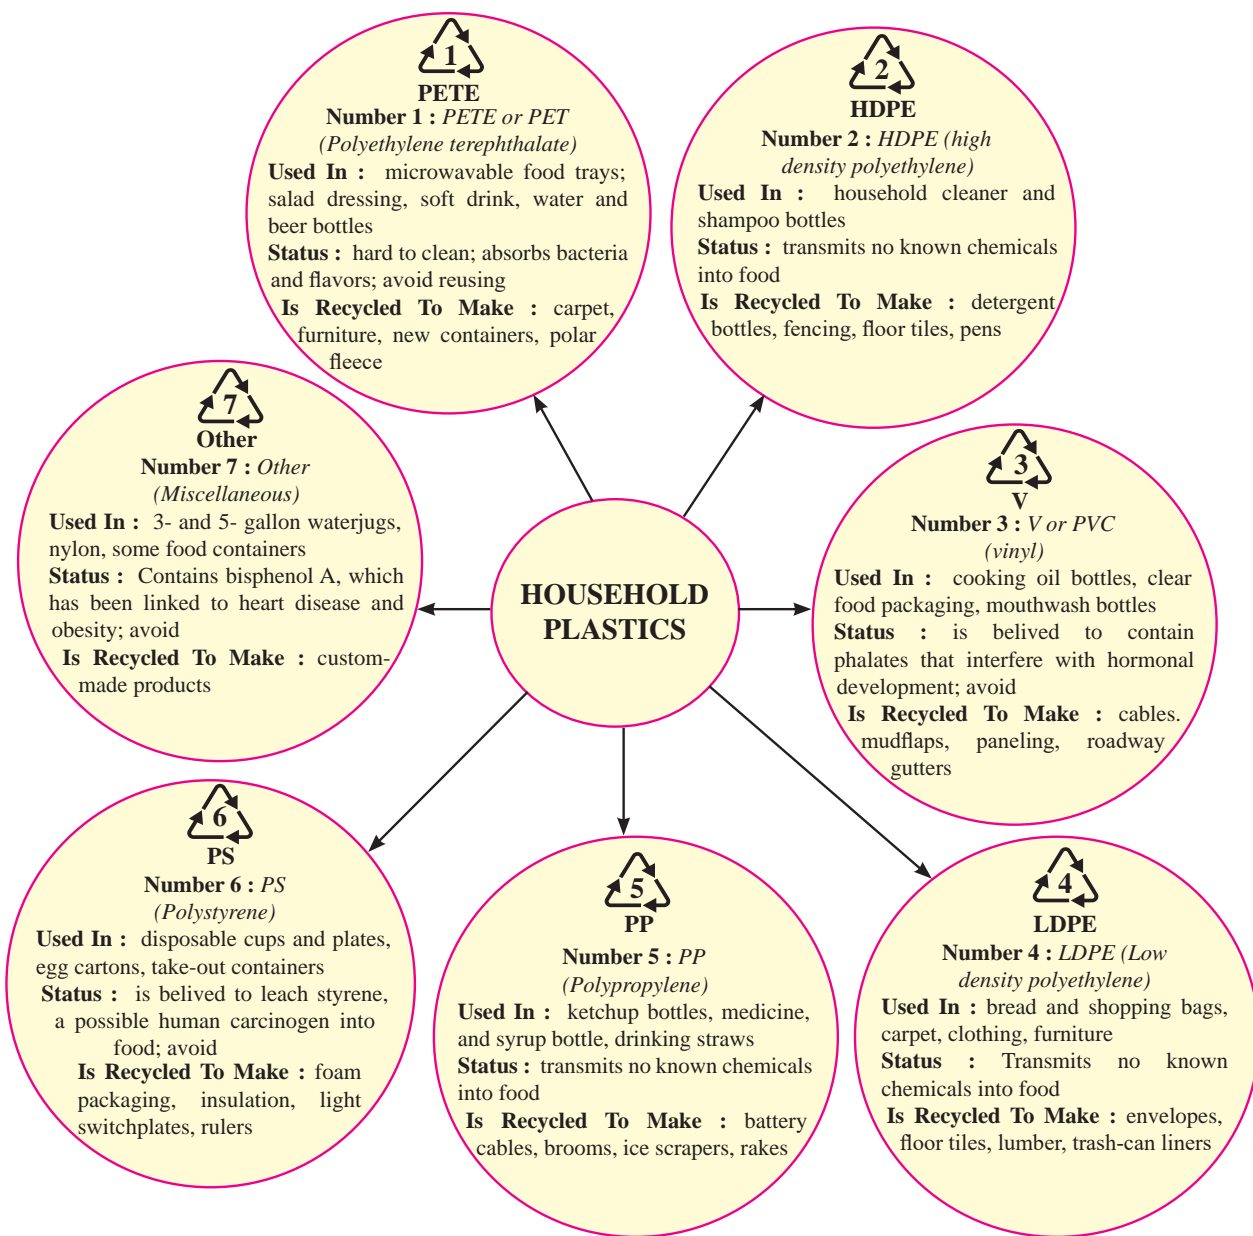 1
PETE
Number 1 : PETE or PET
(Polyethylene terephthalate)
Used In : microwavable food trays;
salad dressing, soft drink, water and
beer bottles
Status : hard to clean; absorbs bacteria
and flavors; avoid reusing
Is Recycled To Make : carpet,
furniture, new containers, polar
fleece
2
HDPE
Number 2 : HDPE (high
density polyethylene)
Used In : household cleaner and
shampoo bottles
Status : transmits no known chemicals
into food
Is Recycled To Make : detergent
bottles, fencing, floor tiles, pens
7
Other
Number 7 : Other
(Miscellaneous)
Used In : 3- and 5- gallon waterjugs,
nylon, some food containers
Status : Contains bisphenol A, which
has been linked to heart disease and
obesity; avoid
Is Recycled To Make : custom-
made products
HOUSEHOLD
PLASTICS
3
V
Number 3 : V or PVC
(vinyl)
Used In : cooking oil bottles, clear
food packaging, mouthwash bottles
Status : is belived to contain
phalates that interfere with hormonal
development; avoid
Is Recycled To Make : cables.
mudflaps, paneling, roadway
gutters
6
PS
Number 6 : PS
(Polystyrene)
Used In : disposable cups and plates,
egg cartons, take-out containers
Status : is belived to leach styrene,
a possible human carcinogen into
food; avoid
Is Recycled To Make : foam
packaging, insulation, light
switchplates, rulers
5
PP
Number 5 : PP
(Polypropylene)
Used In : ketchup bottles, medicine,
and syrup bottle, drinking straws
Status : transmits no known chemicals
into food
Is Recycled To Make : battery
cables, brooms, ice scrapers, rakes
4
LDPE
Number 4 : LDPE (Low
density polyethylene)
Used In : bread and shopping bags,
carpet, clothing, furniture
Status : Transmits no known
chemicals into food
Is Recycled To Make : envelopes,
floor tiles, lumber, trash-can liners